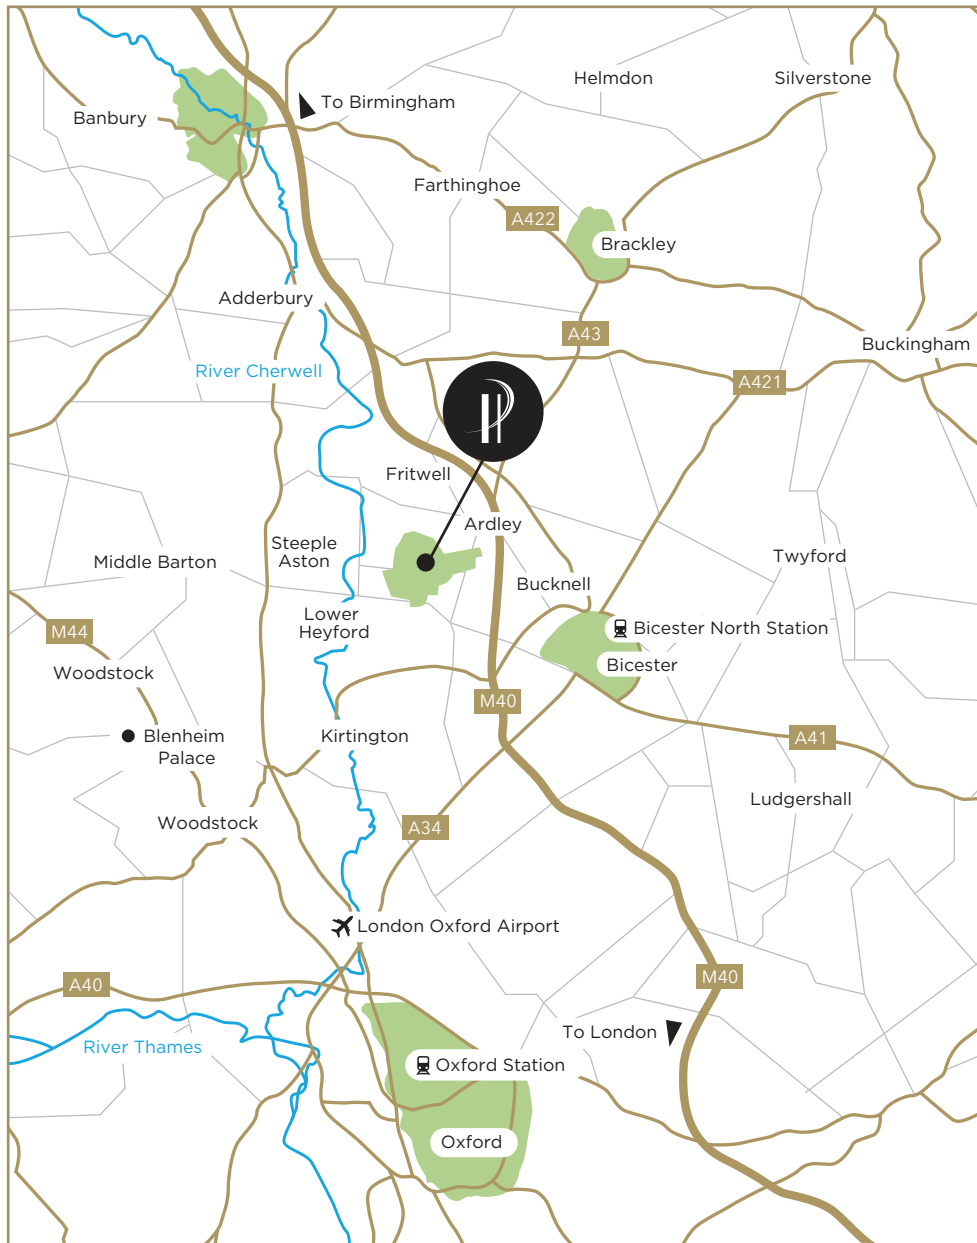 Helmdon
Silverstone
To Birmingham
Banbury
Farthinghoe
A422
Brackley
Adderbury
A43
Buckingham
River Cherwell
A421
Fritwell
Ardley
Steeple
Aston
Middle Barton
Twyford
Bucknell
Lower
Heyford
M44
Bicester North Station
Woodstock
Bicester
M40
Blenheim
Palace
Kirtington
A41
Ludgershall
Woodstock
A34
London Oxford Airport
A40
M40
To London
River Thames
Oxford Station
Oxford